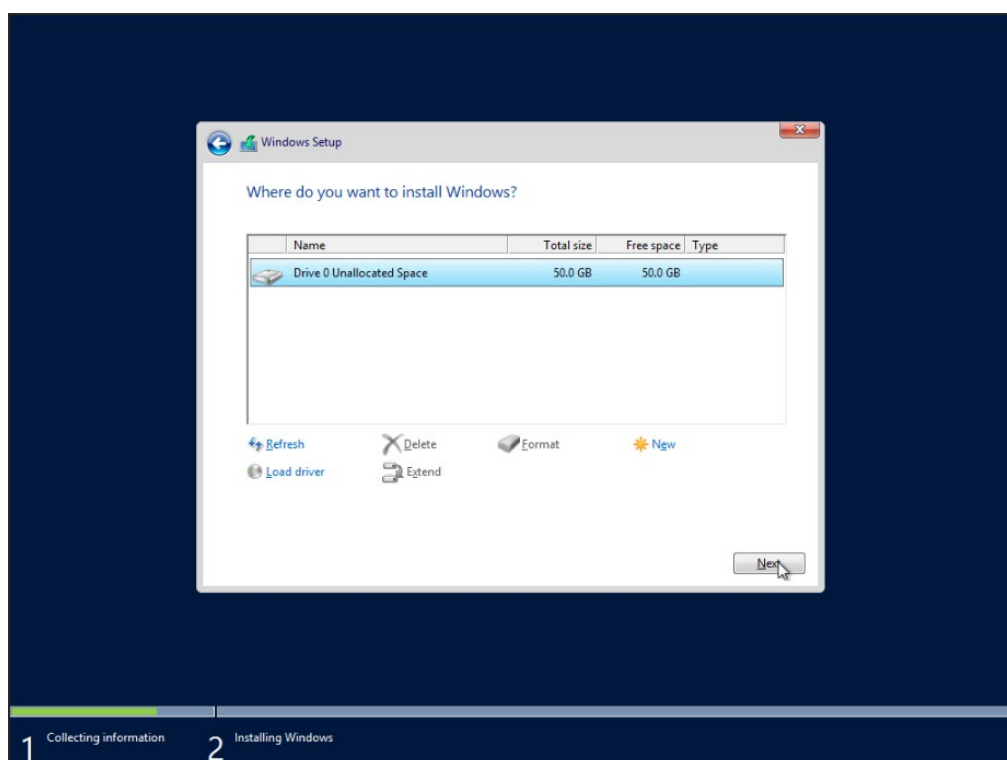 Windows Setup
Where do you want to install Windows?
Name Total size Free space Type
Drive 0 Unallocated Space 50.0 GB 50.0 GB
Refresh Delete Format New
Load driver Extend
Next
1 Collecting information 2 Installing Windows